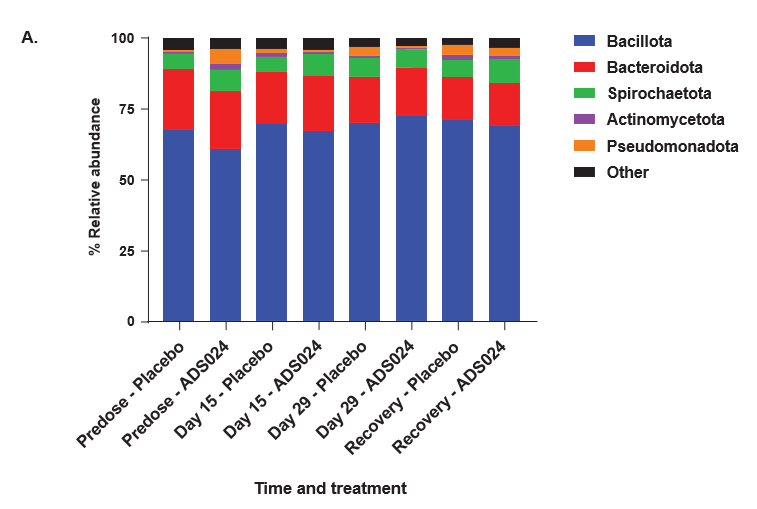 A.
% Relative abundance
100
75
50
25
0
Predose - Placebo
Predose - ADS024
Day 15 - Placebo
Day 15 - ADS024
Day 29 - Placebo
Day 29 - ADS024
Recovery - Placebo
Recovery - ADS024
Time and treatment
Bacillota
Bacteroidota
Spirochaetota
Actinomycetota
Pseudomonadota
Other